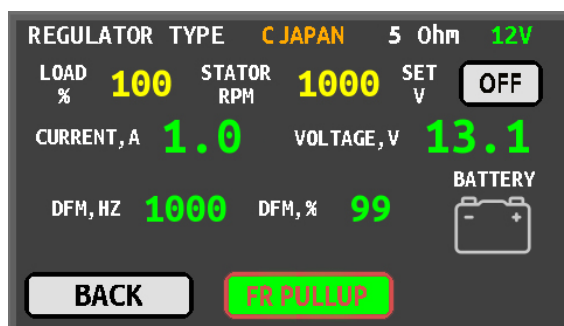 REGULATOR TYPE C JAPAN 5 Ohm 12V
LOAD % 100 STATOR RPM 1000 SET V OFF
CURRENT, A 1.0 VOLTAGE, V 13.1
BATTERY
DFM, HZ 1000 DFM, % 99
- +
BACK FR PULLUP